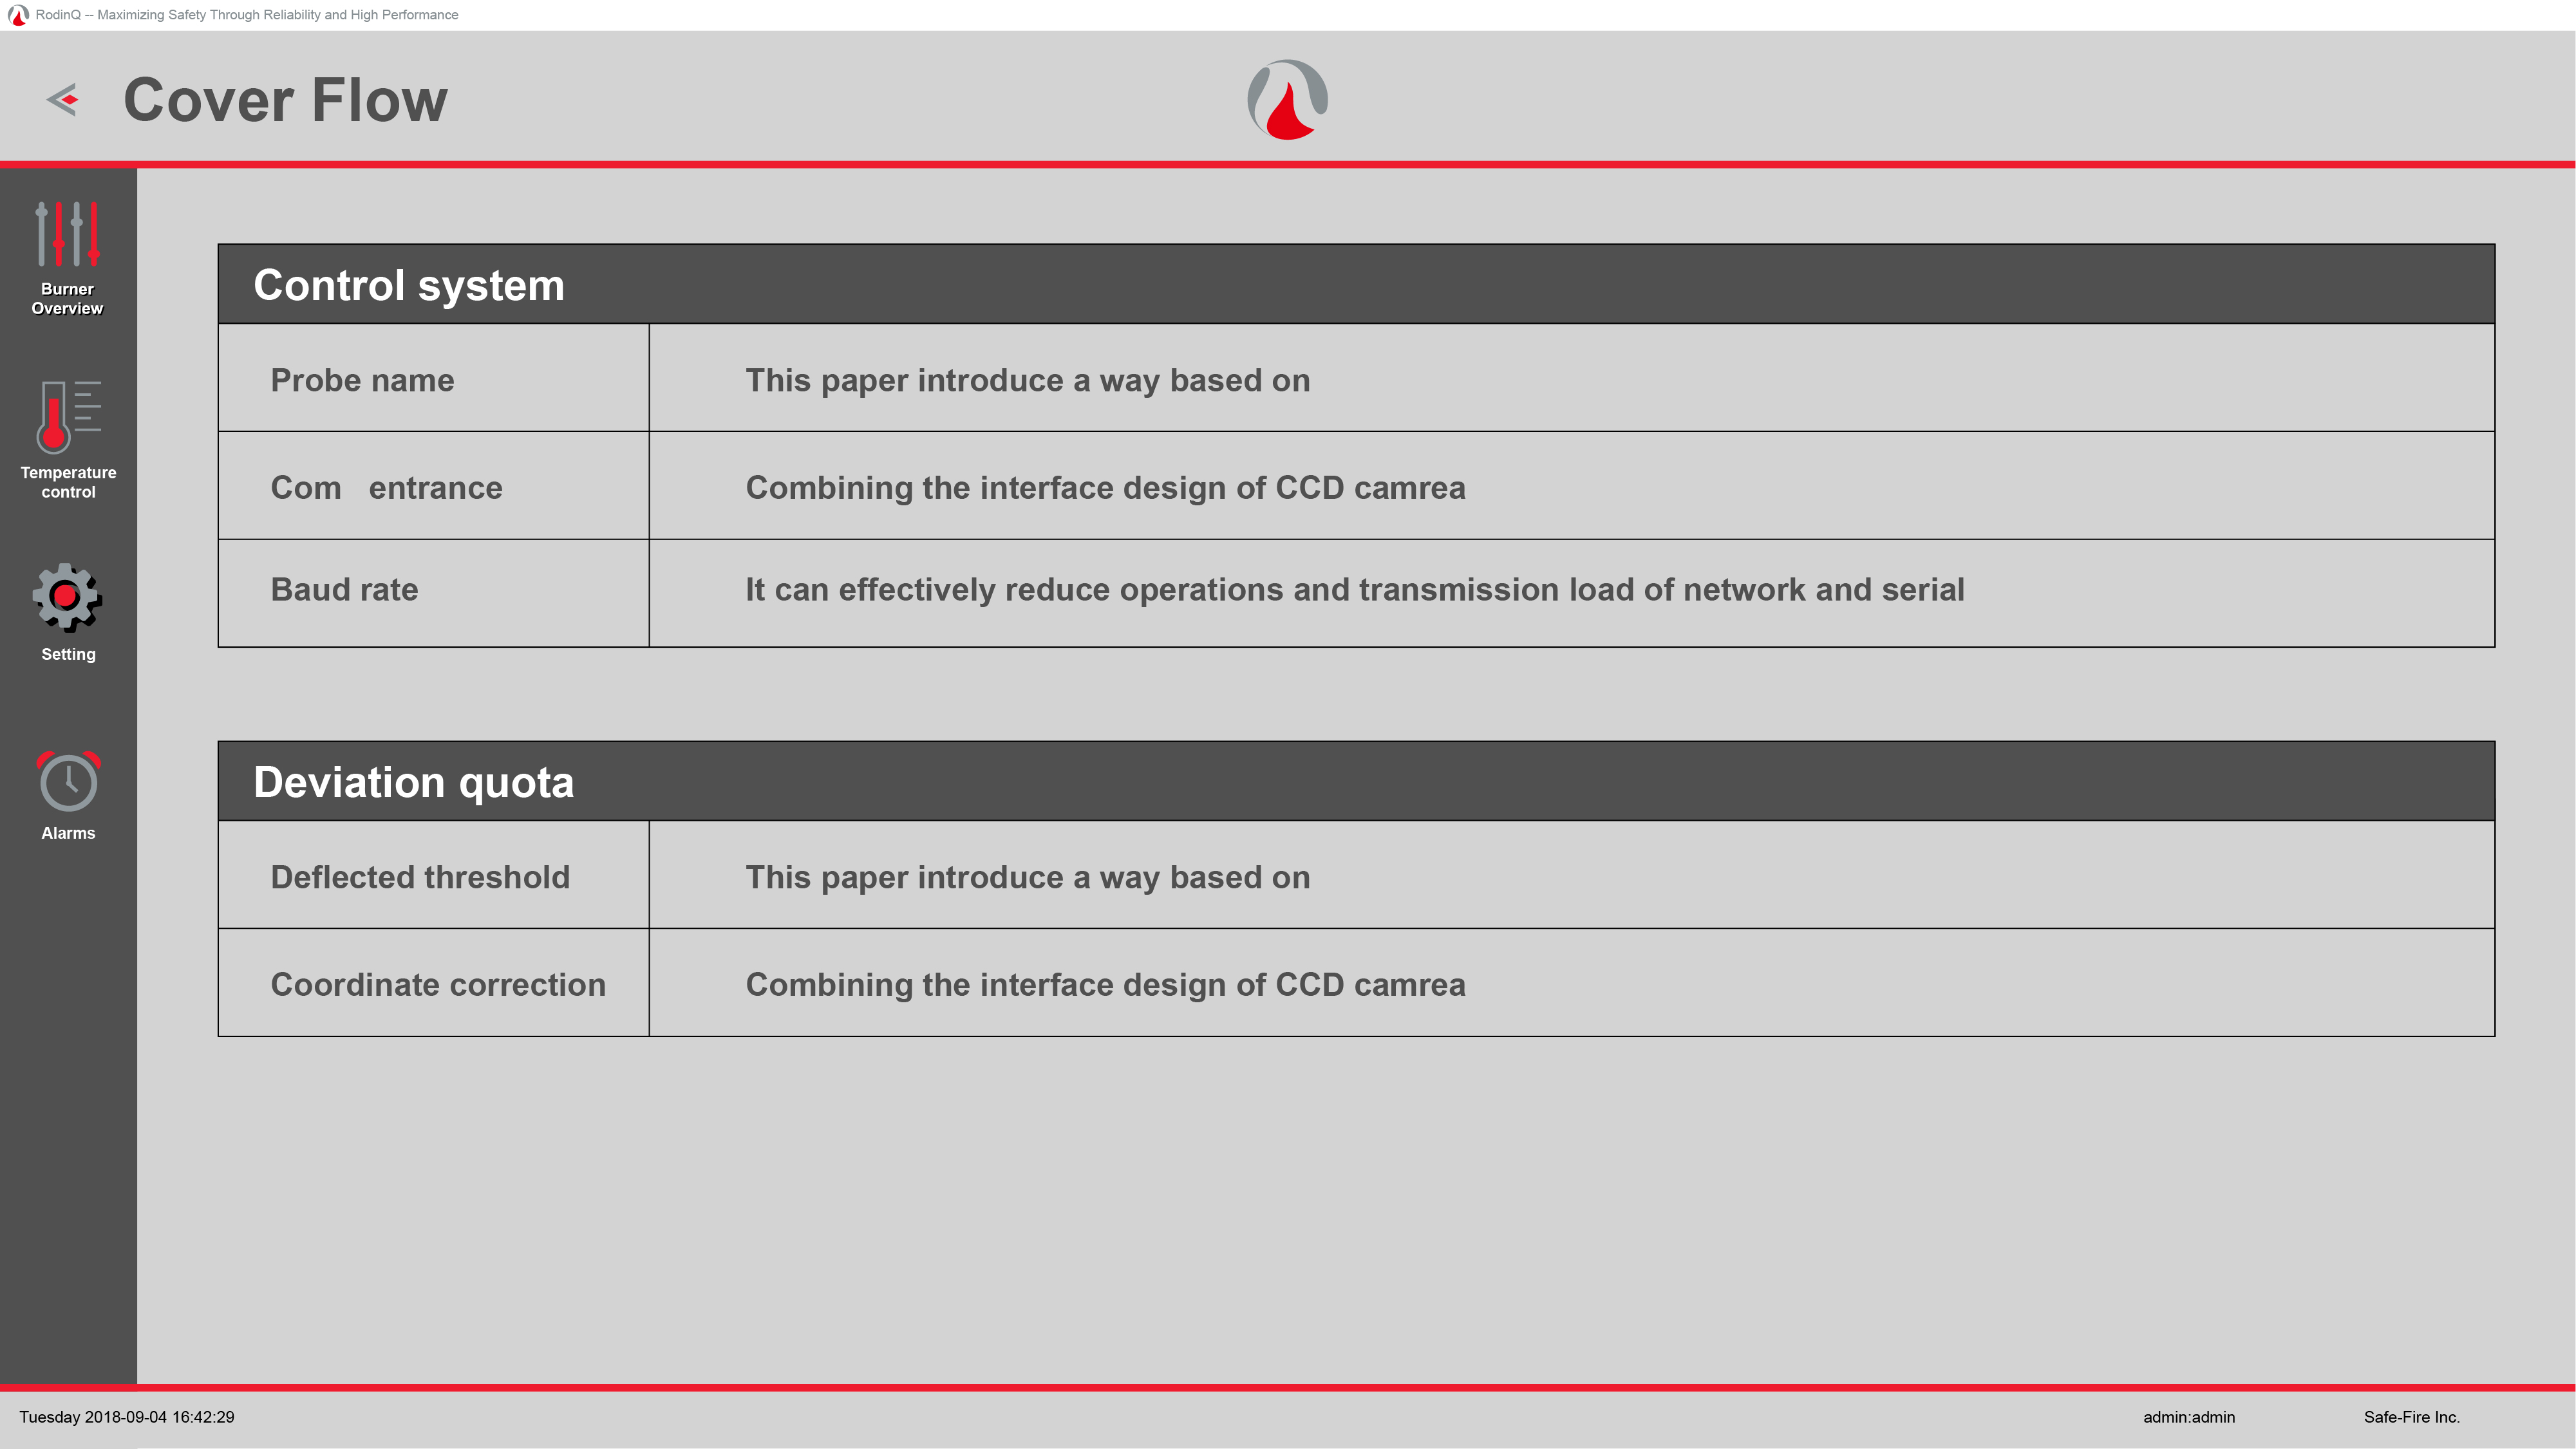 RodinQ -- Maximizing Safety Through Reliability and High Performance
Cover Flow
Burner
Overview
Temperature
control
Setting
Alarms
Control system
Probe name This paper introduce a way based on
Com entrance Combining the interface design of CCD camrea
Baud rate It can effectively reduce operations and transmission load of network and serial
Deviation quota
Deflected threshold This paper introduce a way based on
Coordinate correction Combining the interface design of CCD camrea
Tuesday 2018-09-04 16:42:29 admin:admin Safe-Fire Inc.